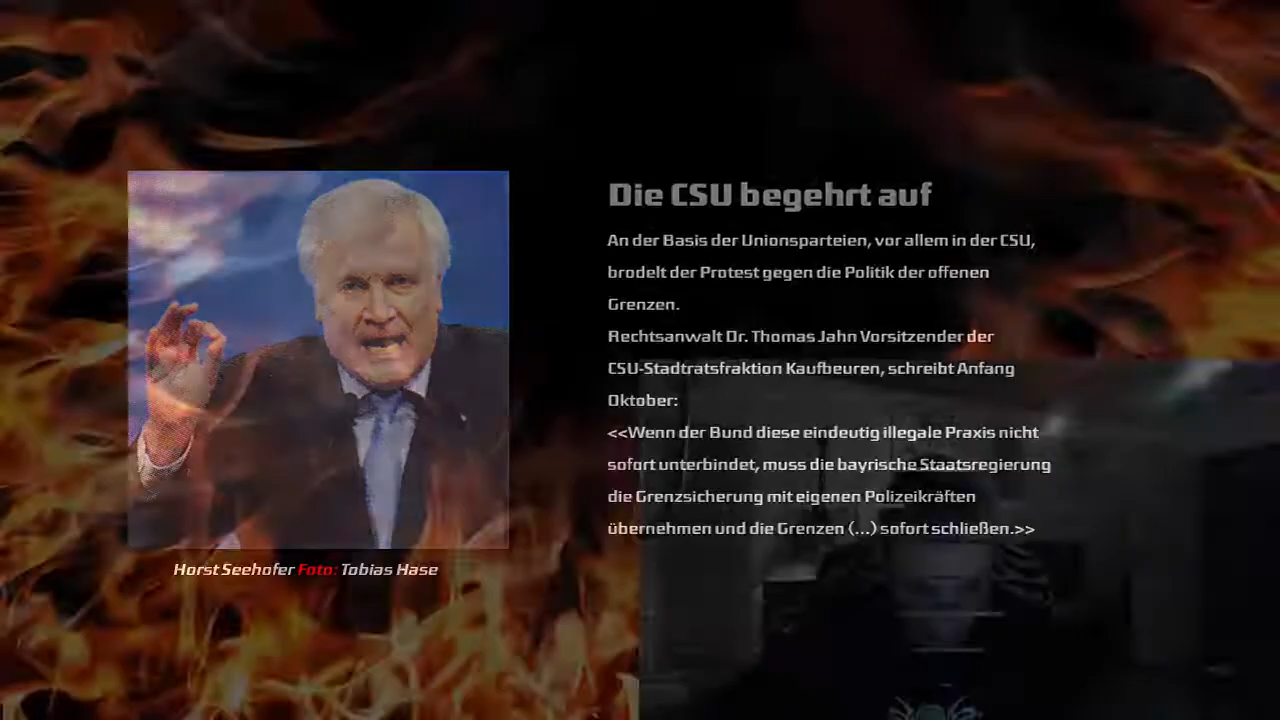 Die CSU begehrt auf
An der Basis der Unionsparteien, vor allem in der CSU,
brodelt der Protest gegen die Politik der offenen
Grenzen.
Rechtsanwalt Dr. Thomas Jahn Vorsitzender der
CSU-Stadtratsfraktion Kaufbeuren, schreibt Anfang
Oktober:
<<Wenn der Bund diese eindeutig illegale Praxis nicht
sofort unterbindet, muss die bayrische Staatsregierung
die Grenzsicherung mit eigenen Polizeikräften
übernehmen und die Grenzen (...) sofort schließen.>>
Horst Seehofer Foto: Tobias Hase